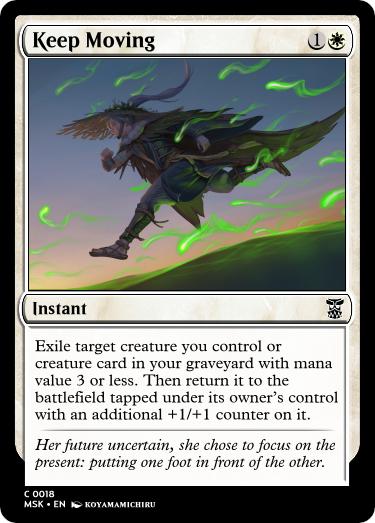 Keep Moving 1
Instant
Exile target creature you control or
creature card in your graveyard with mana
value 3 or less. Then return it to the
battlefield tapped under its owner's control
with an additional +1/+1 counter on it.
Her future uncertain, she chose to focus on the
present: putting one foot in front of the other.
C 0018
MSK • EN KOYAMAMICHIRU